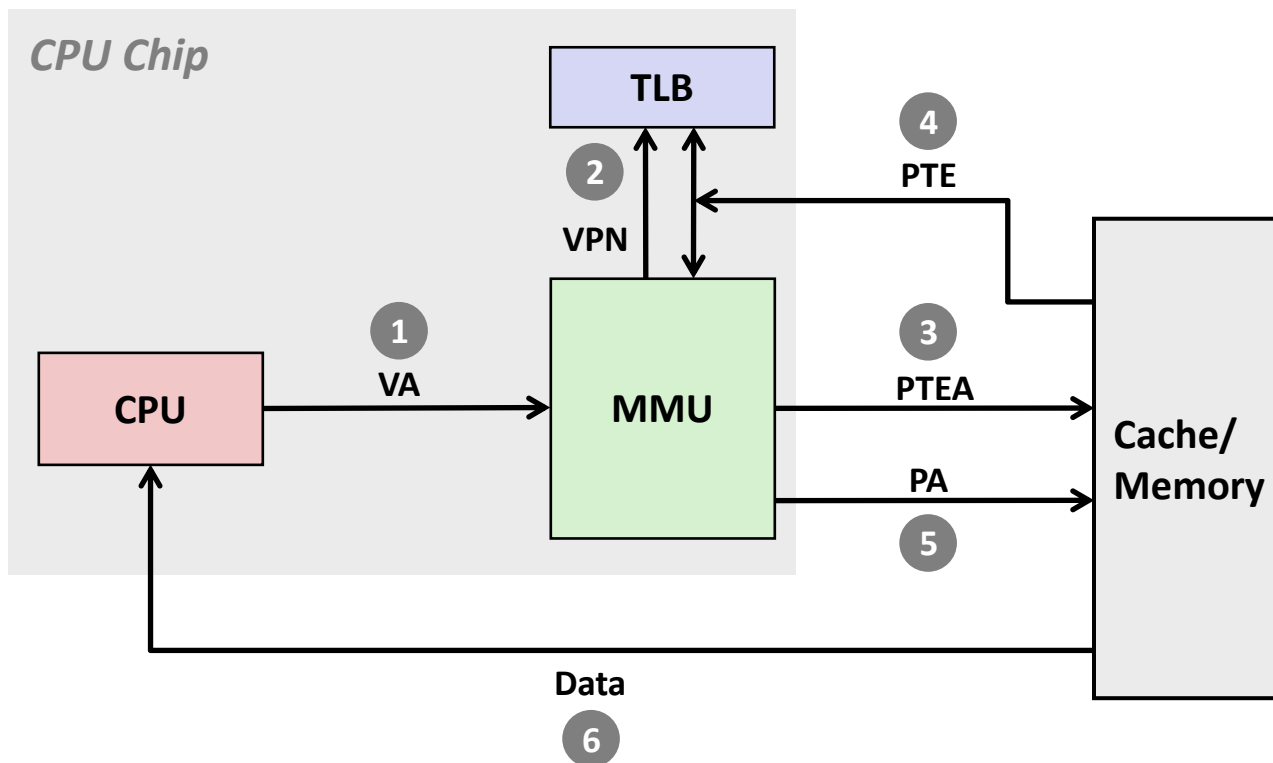 CPU Chip
TLB
4
PTE
2
VPN
1
VA
3
PTEA
CPU
MMU
Cache/
Memory
PA
5
Data
6